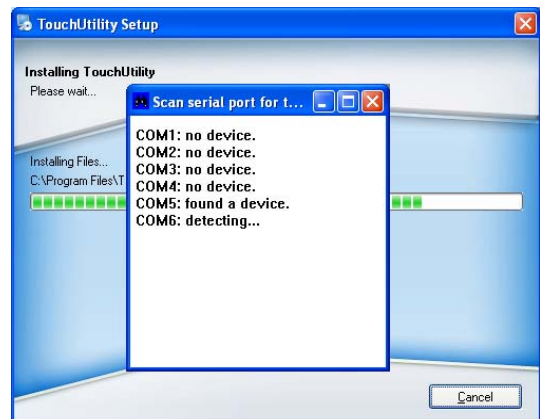 TouchUtility Setup
Installing TouchUtility
Please wait...
Scan serial port for t...
COM1: no device.
COM2: no device.
COM3: no device.
COM4: no device.
COM5: found a device.
COM6: detecting...
Installing Files...
C:\Program Files\T
Cancel